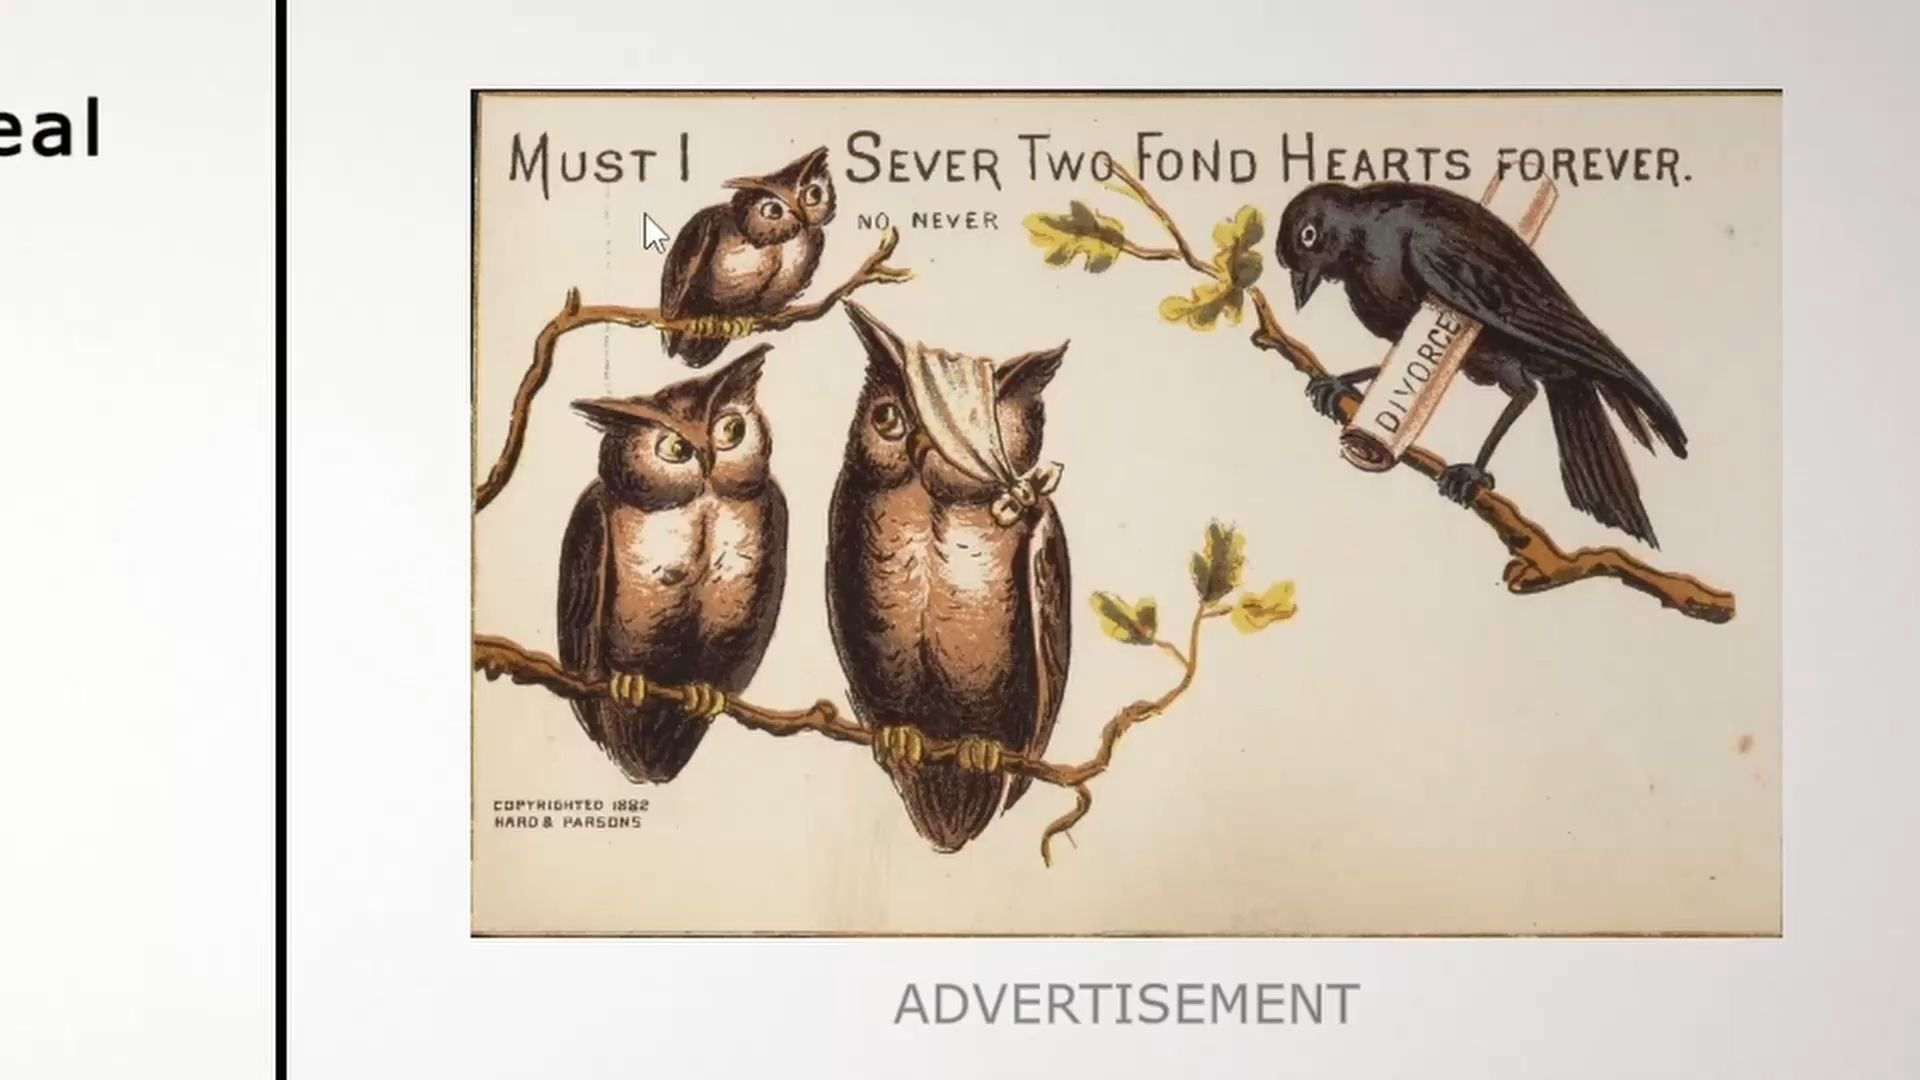 eal
MUST I SEVER TWO FOND HEARTS FOREVER.
NO, NEVER
DIVORCE
COPYRIGHTED 1882
HARD & PARSONS
ADVERTISEMENT